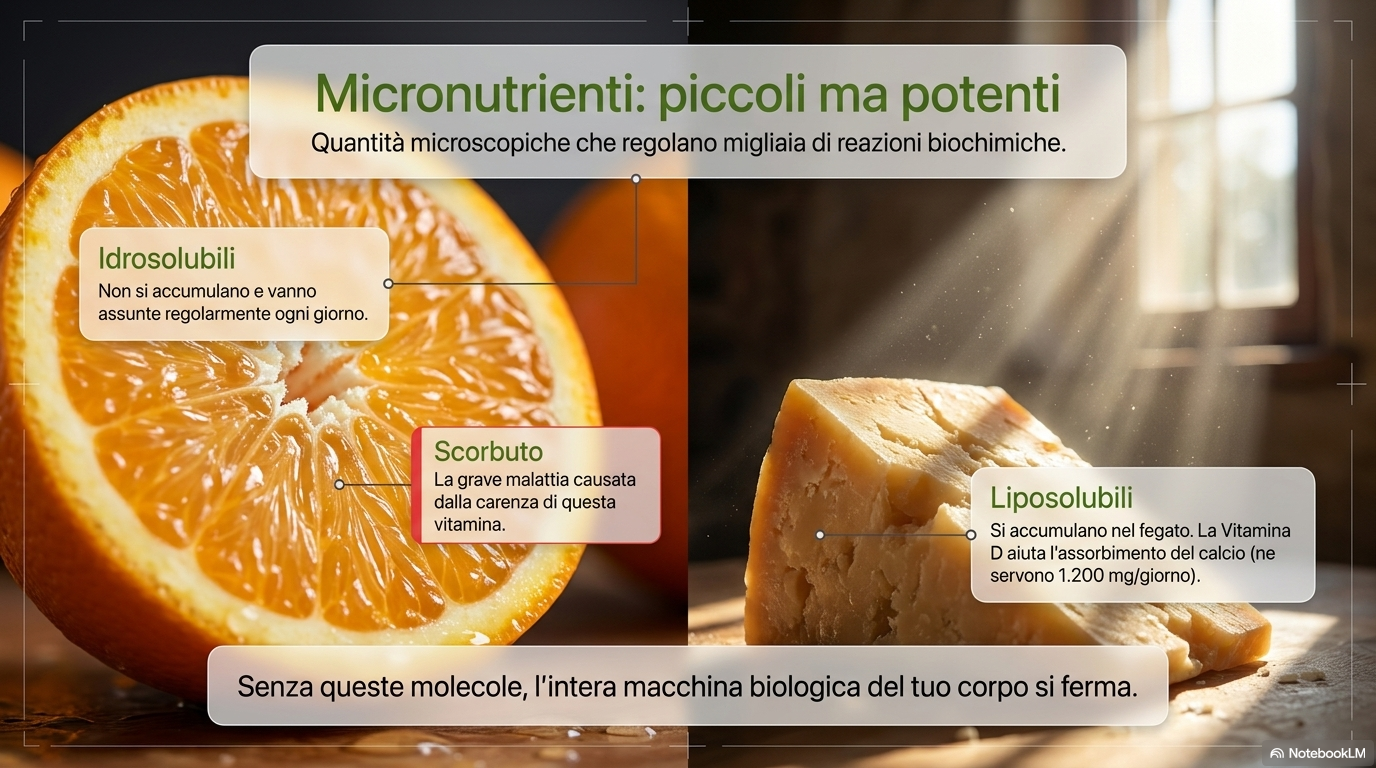 Micronutrienti: piccoli ma potenti
Quantità microscopiche che regolano migliaia di reazioni biochimiche.
Idrosolubili
Non si accumulano e vanno
assunte regolarmente ogni giorno.
Scorbuto
La grave malattia causata
dalla carenza di questa
vitamina.
Liposolubili
Si accumulano nel fegato. La Vitamina
D aiuta l'assorbimento del calcio (ne
servono 1.200 mg/giorno).
Senza queste molecole, l'intera macchina biologica del tuo corpo si ferma.
NotebookLM